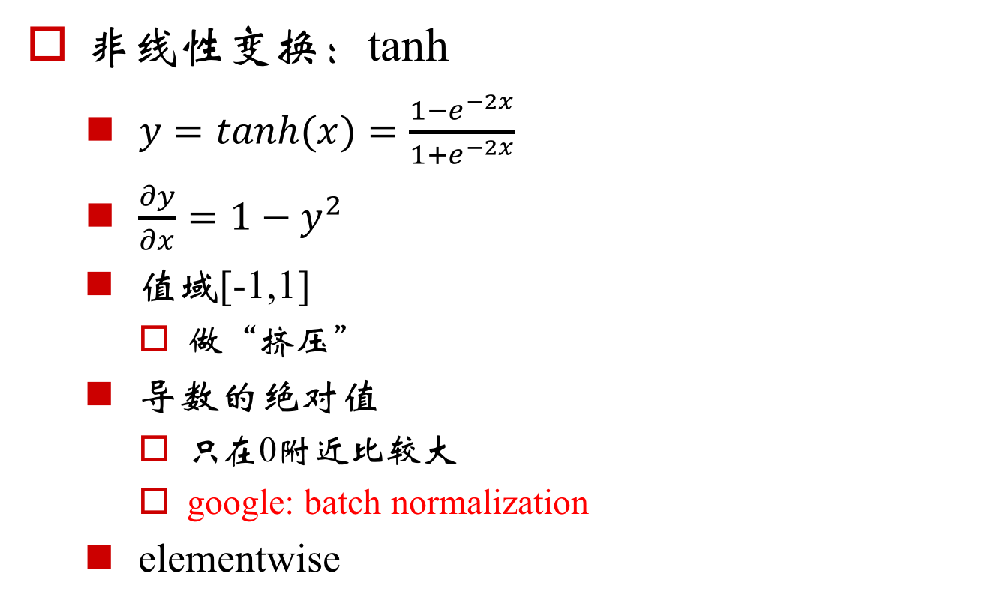 非线性变换：tanh
y = tanh(x) = \frac{1-e^{-2x}}{1+e^{-2x}}
\frac{∂y}{∂x} = 1 − y^2
值域[-1,1]
做“挤压”
导数的绝对值
只在0附近比较大
google: batch normalization
elementwise